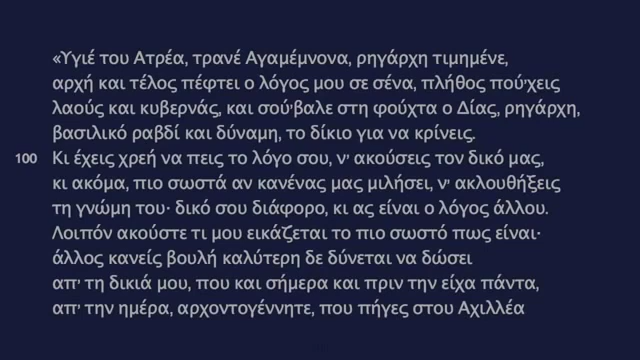 «Υγιέ του Ατρέα, τρανέ Αγαμέμνονα, ρηγάρχη τιμημένε,
αρχή και τέλος πέφτει ο λόγος μου σε σένα, πλήθος πού'χεις
λαούς και κυβερνάς, και σού'βαλε στη φούχτα ο Δίας, ρηγάρχη,
βασιλικό ραβδί και δύναμη, το δίκιο για να κρίνεις.
100 Κι έχεις χρεή να πεις το λόγο σου, ν' ακούσεις τον δικό μας,
κι ακόμα, πιο σωστά αν κανένας μας μιλήσει, ν' ακλουθήξεις
τη γνώμη του· δικό σου διάφορο, κι ας είναι ο λόγος άλλου.
Λοιπόν ακούστε τι μου εικάζεται το πιο σωστό πως είναι·
άλλος κανείς βουλή καλύτερη δε δύνεται να δώσει
απ' τη δικιά μου, που και σήμερα και πριν την είχα πάντα,
απ' την ημέρα, αρχοντογέννητε, που πήγες στου Αχιλλέα